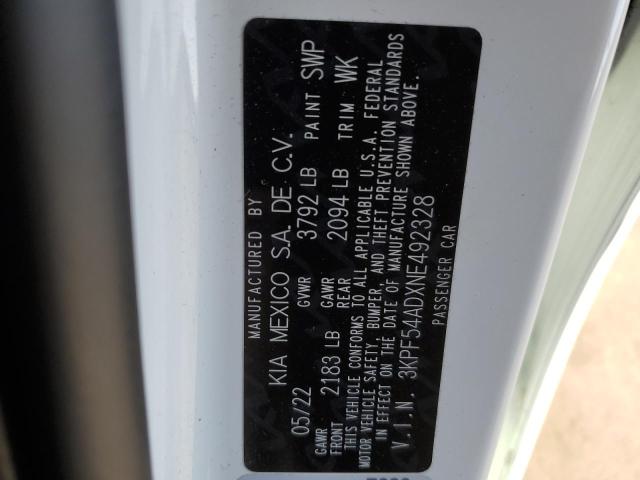 MANUFACTURED BY
KIA MEXICO S.A. DE C.V.
05/22 GVWR 3792 LB PAINT SWP
GAWR FRONT 2183 LB GAWR REAR 2094 LB TRIM WK
THIS VEHICLE CONFORMS TO ALL APPLICABLE U.S.A. FEDERAL
MOTOR VEHICLE SAFETY, BUMPER, AND THEFT PREVENTION STANDARDS
IN EFFECT ON THE DATE OF MANUFACTURE SHOWN ABOVE.
V.I.N. 3KPF54ADXNE492328
PASSENGER CAR